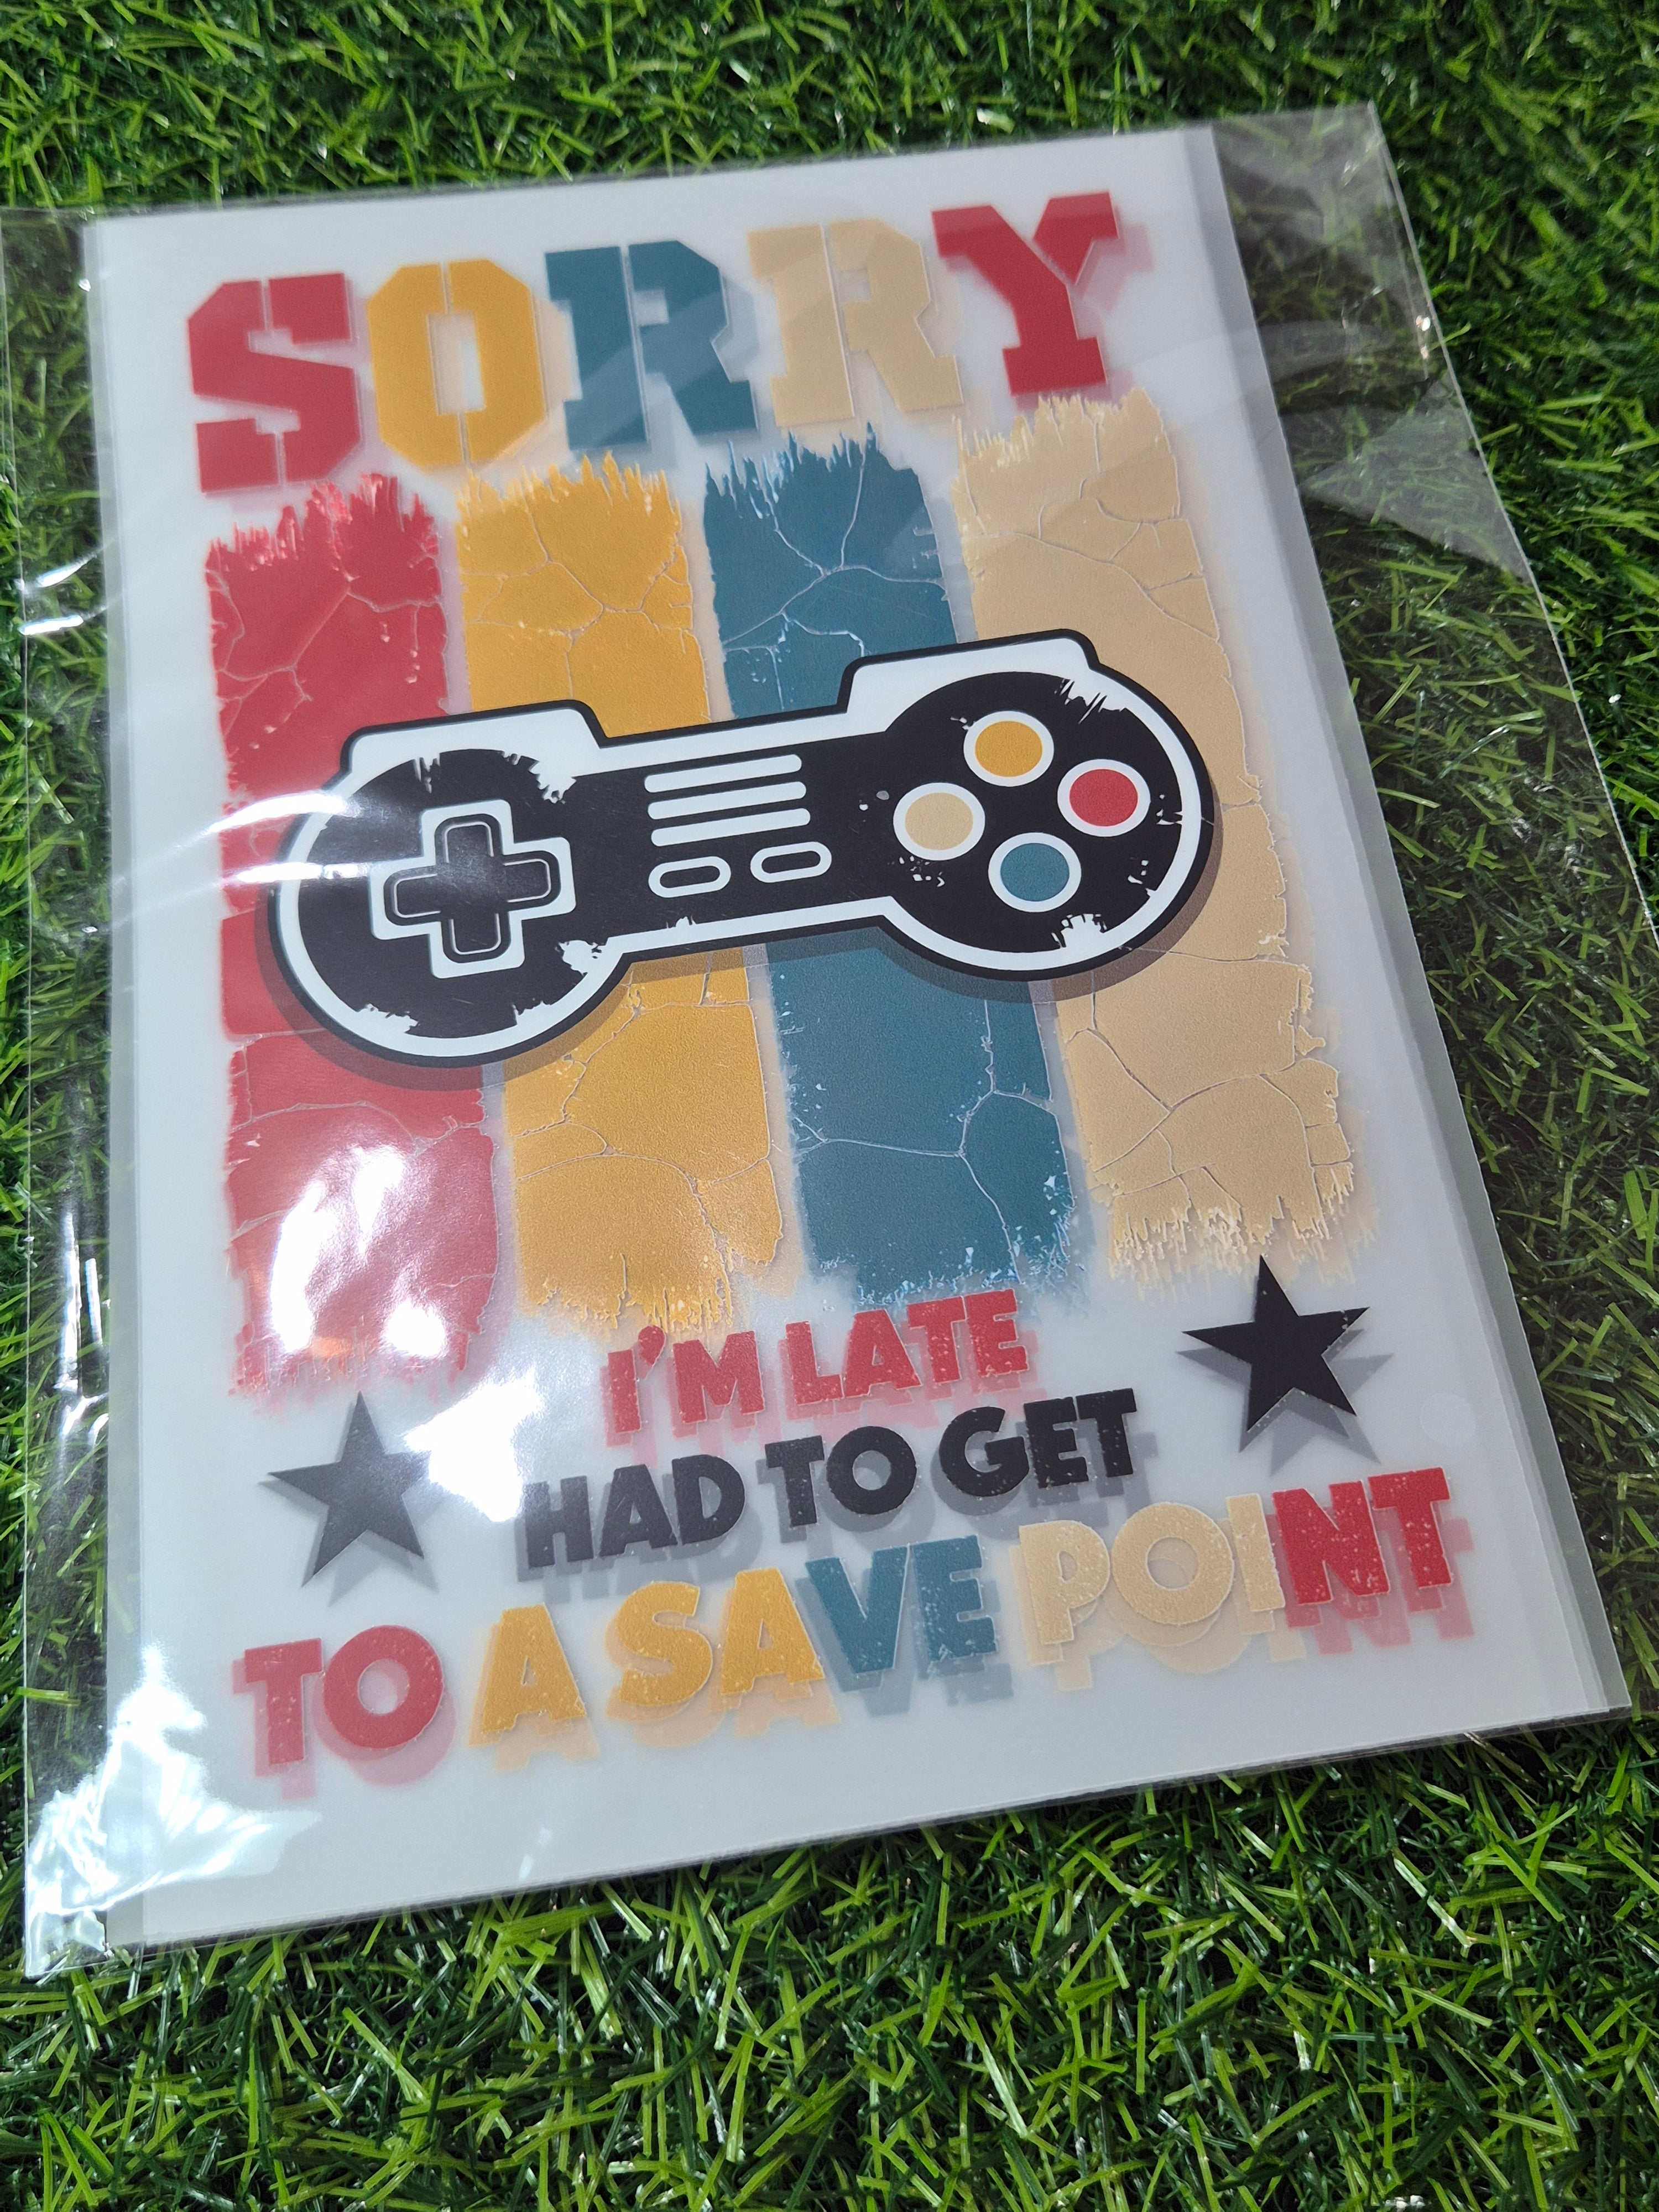 SORRY
I'M LATE
HAD TO GET
TO A SAVE POINT